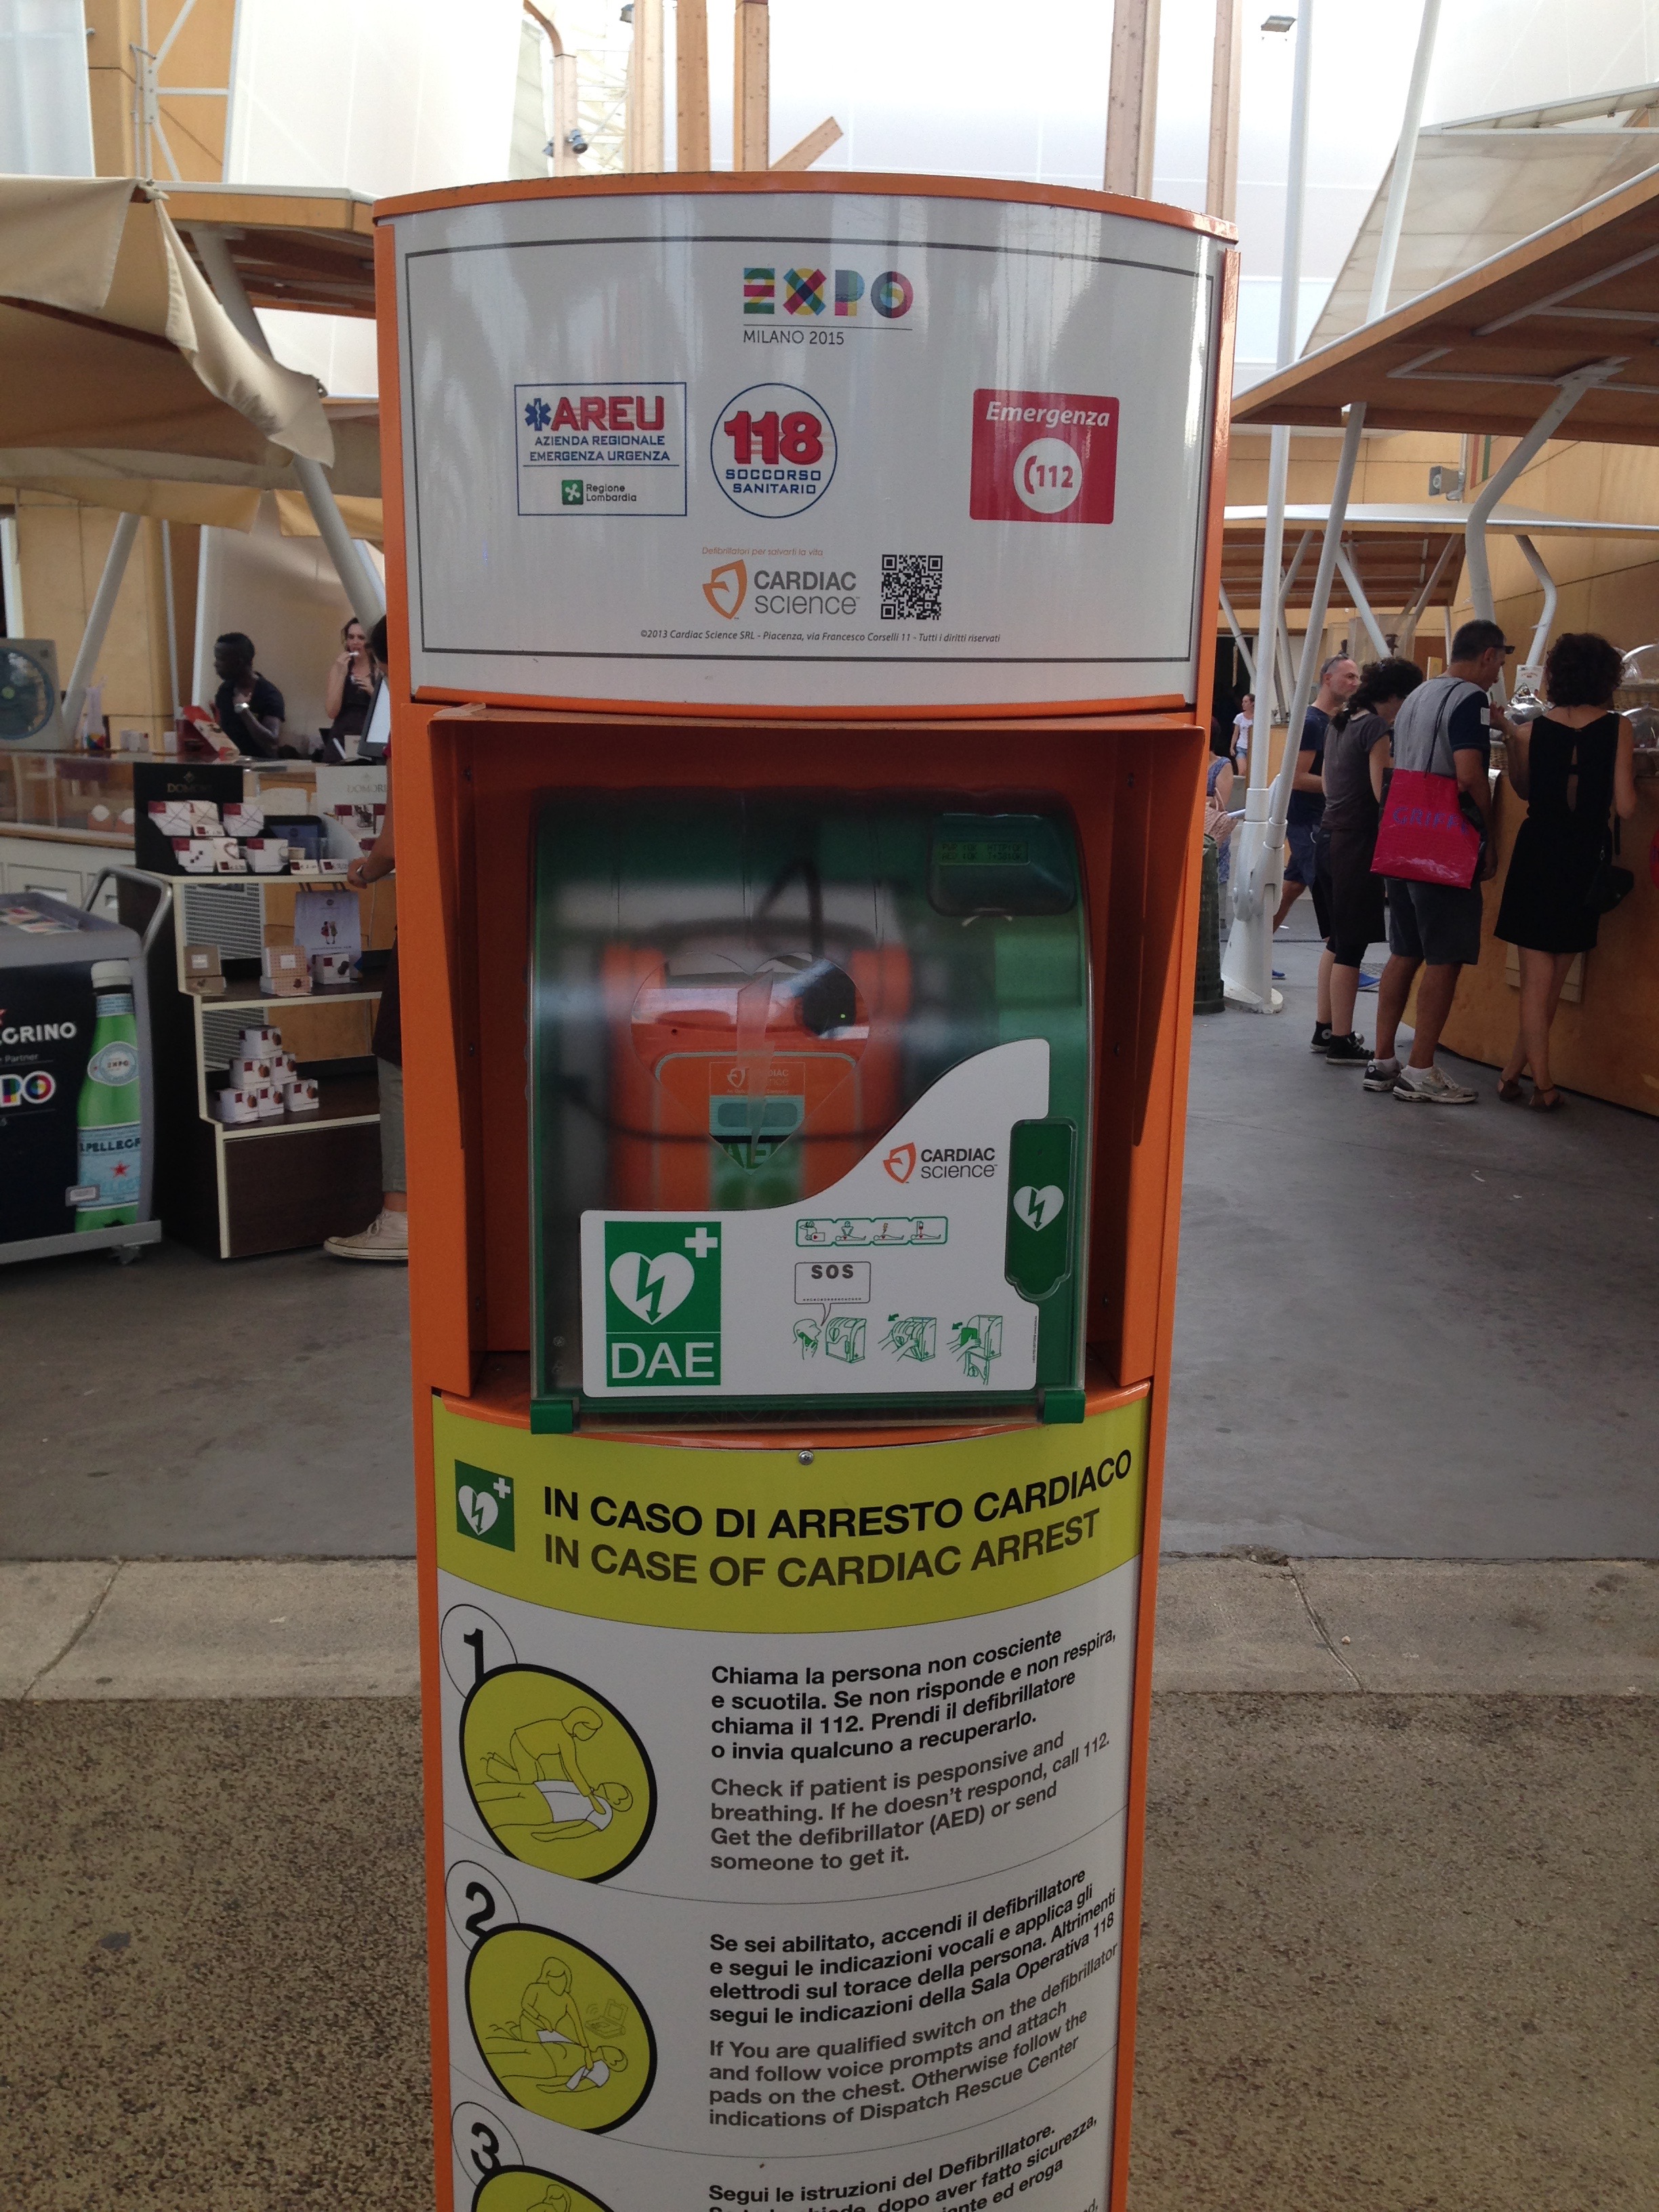 EXPO
MILANO 2015
AREU
AZIENDA REGIONALE
EMERGENZA URGENZA
Regione
Lombardia
118
SOCCORSO
SANITARIO
Emergenza
112
Defibrillatori per salvarti la vita
CARDIAC
science
©2013 Cardiac Science SRL - Piacenza, via Francesco Corselli 11 - Tutti i diritti riservati
GRIFF
GRINO
Partner
PO
S.PELLEGR
CARDIAC
science
SOS
DAE
IN CASO DI ARRESTO CARDIACO
IN CASE OF CARDIAC ARREST
1
Chiama la persona non cosciente
e scuotila. Se non risponde e non respira,
chiama il 112. Prendi il defibrillatore
o invia qualcuno a recuperarlo.
Check if patient is pesponsive and
breathing. If he doesn't respond, call 112.
Get the defibrillator (AED) or send
someone to get it.
2
Se sei abilitato, accendi il defibrillatore
e segui le indicazioni vocali e applica gli
elettrodi sul torace della persona. Altrimenti
segui le indicazioni della Sala Operativa 118
If You are qualified switch on the defibrillator
and follow voice prompts and attach
pads on the chest. Otherwise follow the
indications of Dispatch Rescue Center
3
Segui le istruzioni del Defibrillatore.
dopo aver fatto sicurezza,
ed eroga